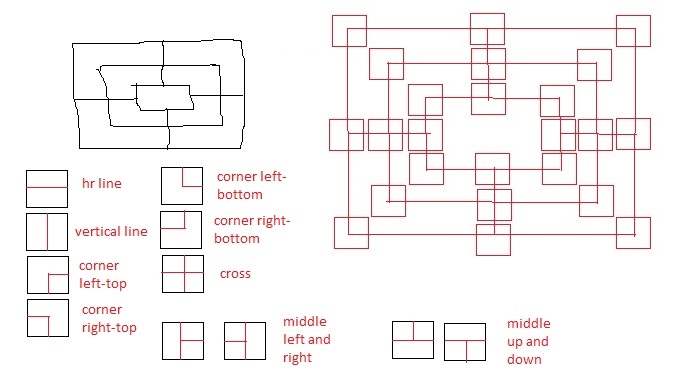 hr line
corner left-
bottom
vertical line
corner right-
bottom
corner
left-top
cross
corner
right-top
middle
left and
right
middle
up and
down